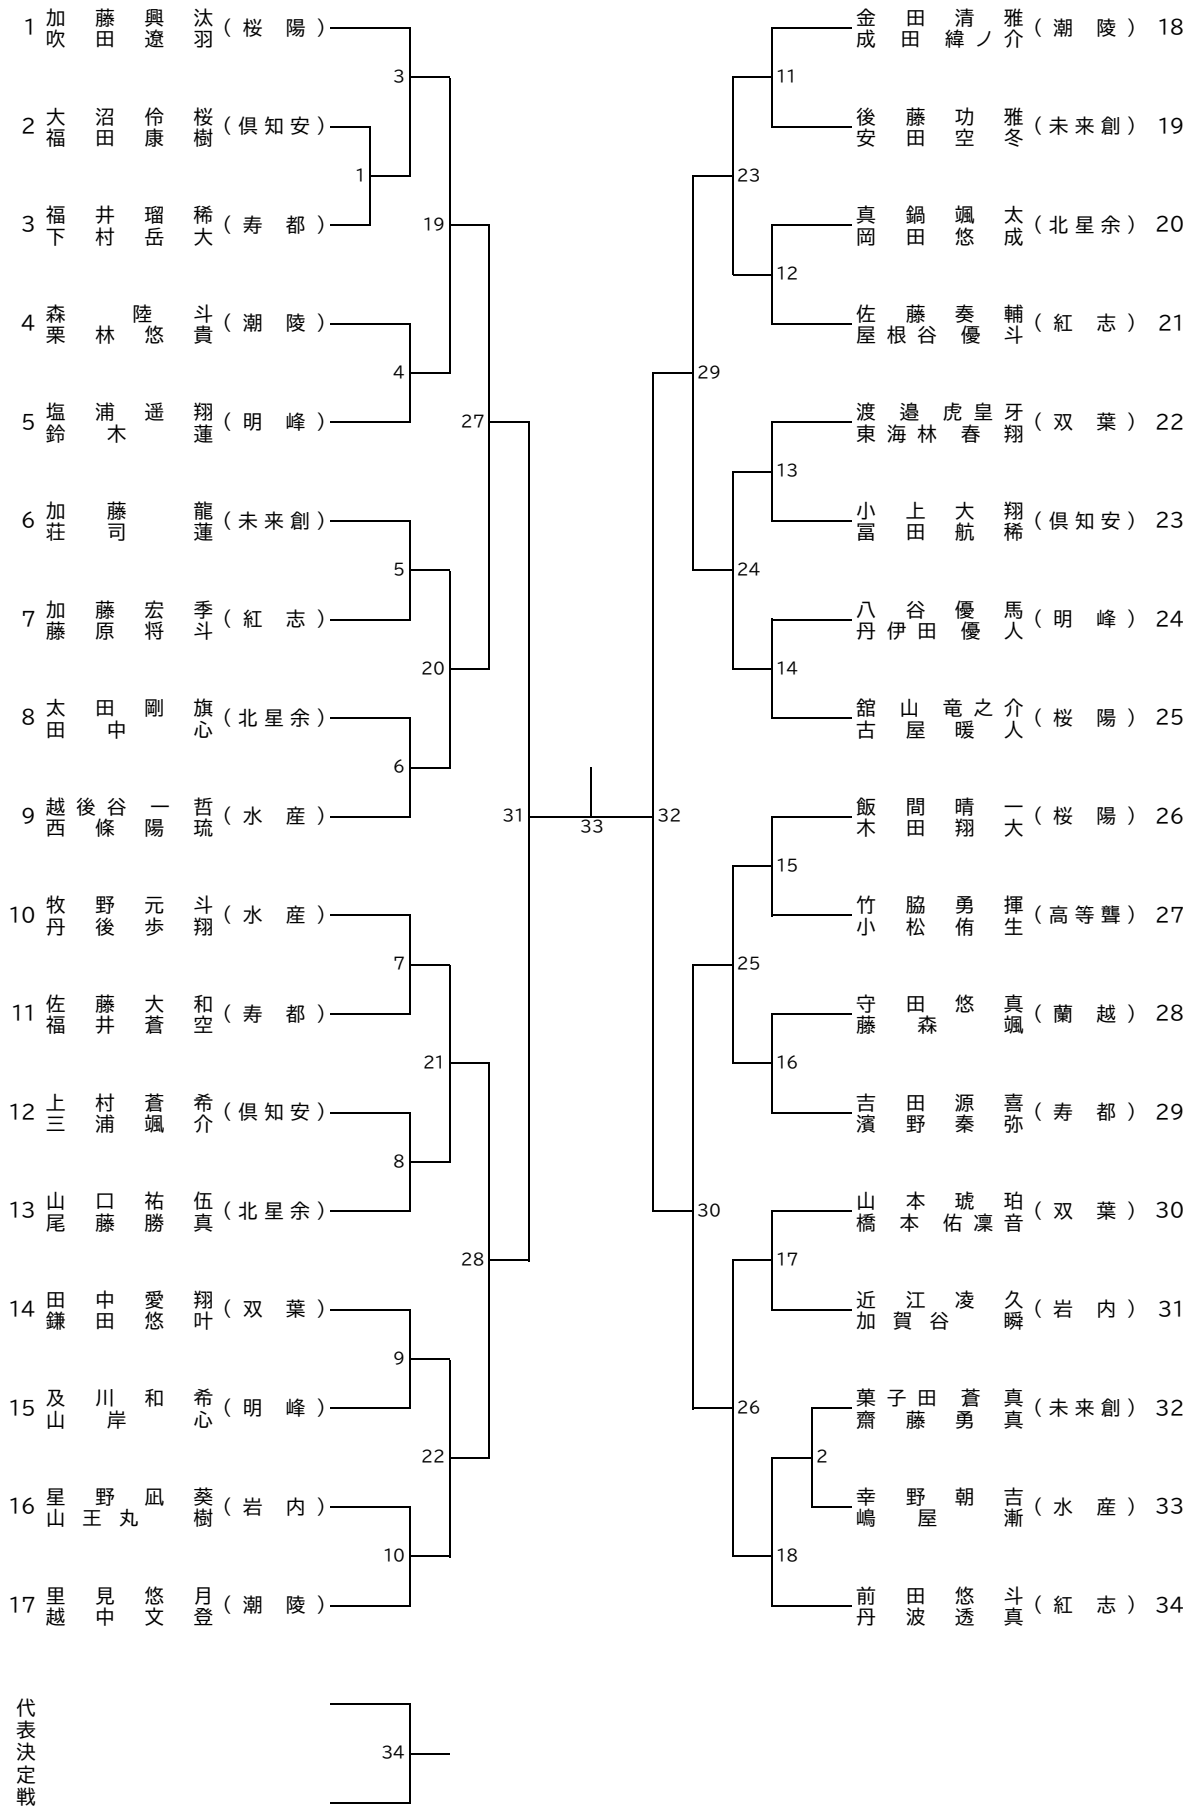 1 加藤興汰 (桜陽)
吹田遼羽
2 大沼伶桜 (倶知安)
福田康樹
3 福井瑠稀 (寿都)
下村岳大
4 森陸斗 (潮陵)
栗林悠貴
5 塩浦遥翔 (明峰)
鈴木蓮
6 加藤龍 (未来創)
荘司蓮
7 加藤宏季 (紅志)
藤原将斗
8 太田剛旗 (北星余)
田中心
9 越後谷一哲 (水産)
西條陽琉
10 牧野元斗 (水産)
丹後歩翔
11 佐藤大和 (寿都)
福井蒼空
12 上村蒼希 (倶知安)
三浦颯介
13 山口祐伍 (北星余)
尾藤勝真
14 田中愛翔 (双葉)
鎌田悠叶
15 及川和希 (明峰)
山岸心
16 星野凪葵 (岩内)
山王丸樹
17 里見悠月 (潮陵)
越中文登
3
1
19
4
27
5
20
6
31
7
21
8
28
9
22
10
33
32
11
23
12
29
13
24
14
15
25
16
30
17
26
2
18
金田清雅 (潮陵) 18
成田緯ノ介
後藤功雅 (未来創) 19
安田空冬
真鍋颯太 (北星余) 20
岡田悠成
佐藤奏輔 (紅志) 21
屋根谷優斗
渡邉虎皇牙 (双葉) 22
東海林春翔
小上大翔 (倶知安) 23
冨田航稀
八谷優馬 (明峰) 24
丹伊田優人
舘山竜之介 (桜陽) 25
古屋暖人
飯間晴一 (桜陽) 26
木田翔大
竹脇勇揮 (高等聾) 27
小松侑生
守田悠真 (蘭越) 28
藤森颯
吉田源喜 (寿都) 29
濱野秦弥
山本琥珀 (双葉) 30
橋本佑凜音
近江凌久 (岩内) 31
加賀谷瞬
菓子田蒼真 (未来創) 32
齋藤勇真
幸野朝吉 (水産) 33
嶋屋漸
前田悠斗 (紅志) 34
丹波透真
代表決定戦
34